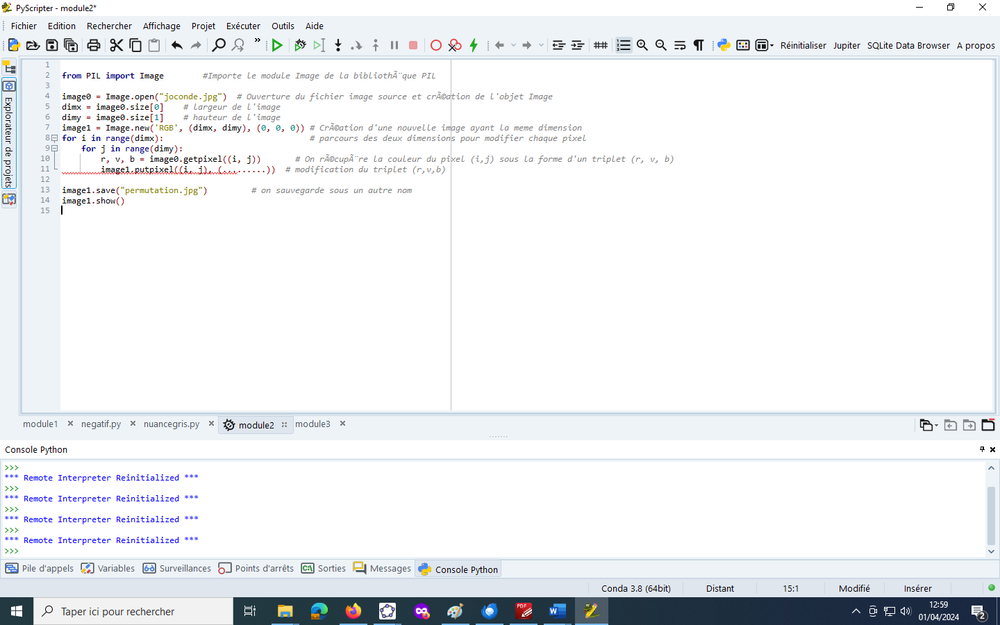 PyScripter - module2*
Fichier Edition Rechercher Affichage Projet Exécuter Outils Aide
Réinitialiser Jupiter SQLite Data Browser A propos
Explorateur de projets
1
2 from PIL import Image #Importe le module Image de la bibliothÃ¨que PIL
3
4 image0 = Image.open("joconde.jpg") # Ouverture du fichier image source et crÃ©ation de l'objet Image
5 dimx = image0.size[0] # largeur de l'image
6 dimy = image0.size[1] # hauteur de l'image
7 image1 = Image.new('RGB', (dimx, dimy), (0, 0, 0)) # CrÃ©ation d'une nouvelle image ayant la meme dimension
8 for i in range(dimx): # parcours des deux dimensions pour modifier chaque pixel
9 for j in range(dimy):
10 r, v, b = image0.getpixel((i, j)) # On rÃ©cupÃ¨re la couleur du pixel (i,j) sous la forme d'un triplet (r, v, b)
11 image1.putpixel((i, j), (.........)) # modification du triplet (r,v,b)
12
13 image1.save("permutation.jpg") # on sauvegarde sous un autre nom
14 image1.show()
15
module1 negatif.py nuancegris.py module2 module3
Console Python
>>>
*** Remote Interpreter Reinitialized ***
>>>
*** Remote Interpreter Reinitialized ***
>>>
*** Remote Interpreter Reinitialized ***
>>>
*** Remote Interpreter Reinitialized ***
>>>
Pile d'appels Variables Surveillances Points d'arrêts Sorties Messages Console Python
Conda 3.8 (64bit) Distant 15:1 Modifié Insérer
Taper ici pour rechercher
PDF
12:59
01/04/2024
2